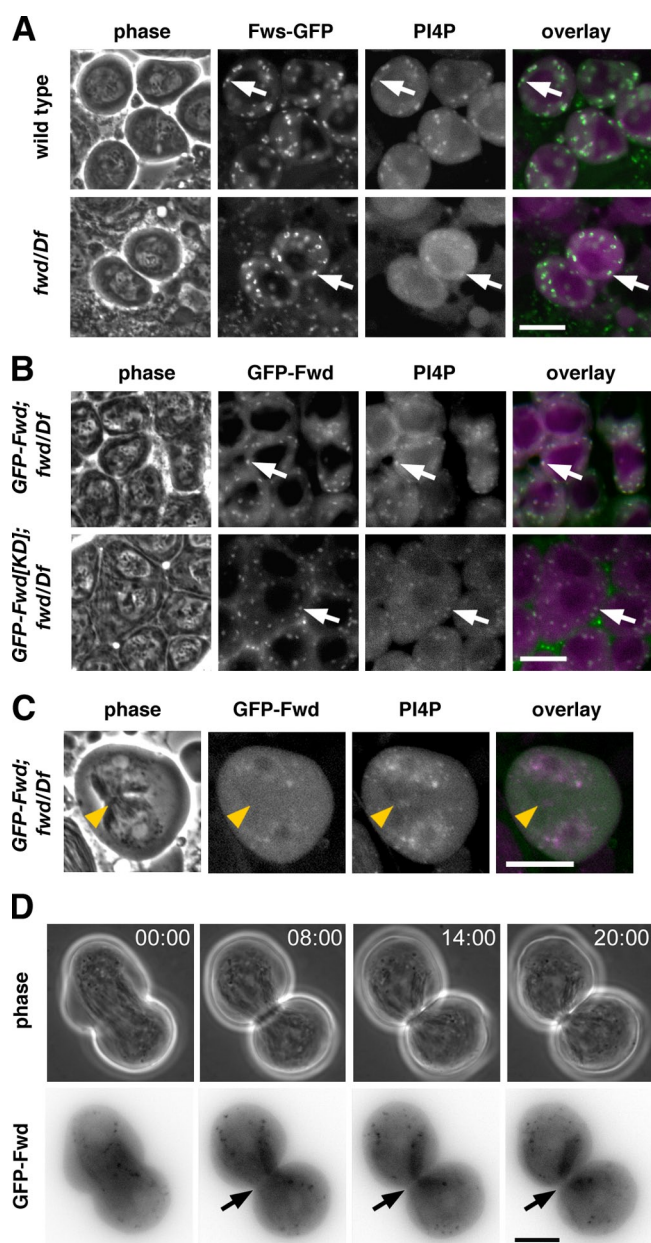 A
phase Fws-GFP PI4P overlay
wild type
fwd/Df
B
phase GFP-Fwd PI4P overlay
GFP-Fwd;
fwd/Df
GFP-Fwd[KD];
fwd/Df
C
phase GFP-Fwd PI4P overlay
GFP-Fwd;
fwd/Df
D
phase
00:00 08:00 14:00 20:00
GFP-Fwd